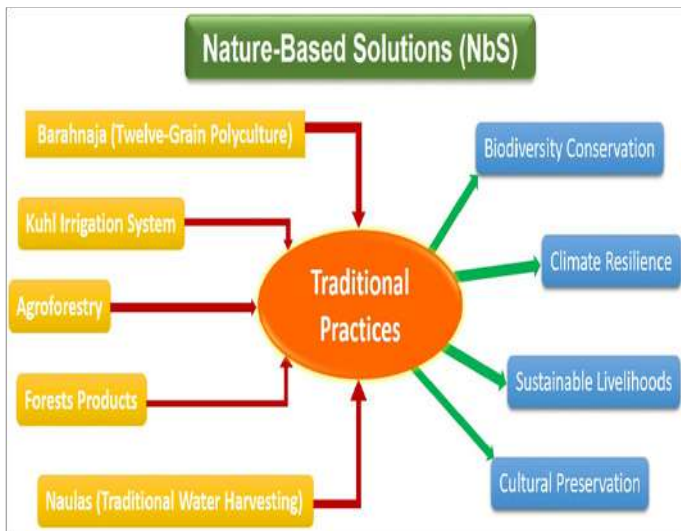 Nature-Based Solutions (NbS)
Barahnaja (Twelve-Grain Polyculture)
Kuhl Irrigation System
Agroforestry
Forests Products
Naulas (Traditional Water Harvesting)
Traditional
Practices
Biodiversity Conservation
Climate Resilience
Sustainable Livelihoods
Cultural Preservation